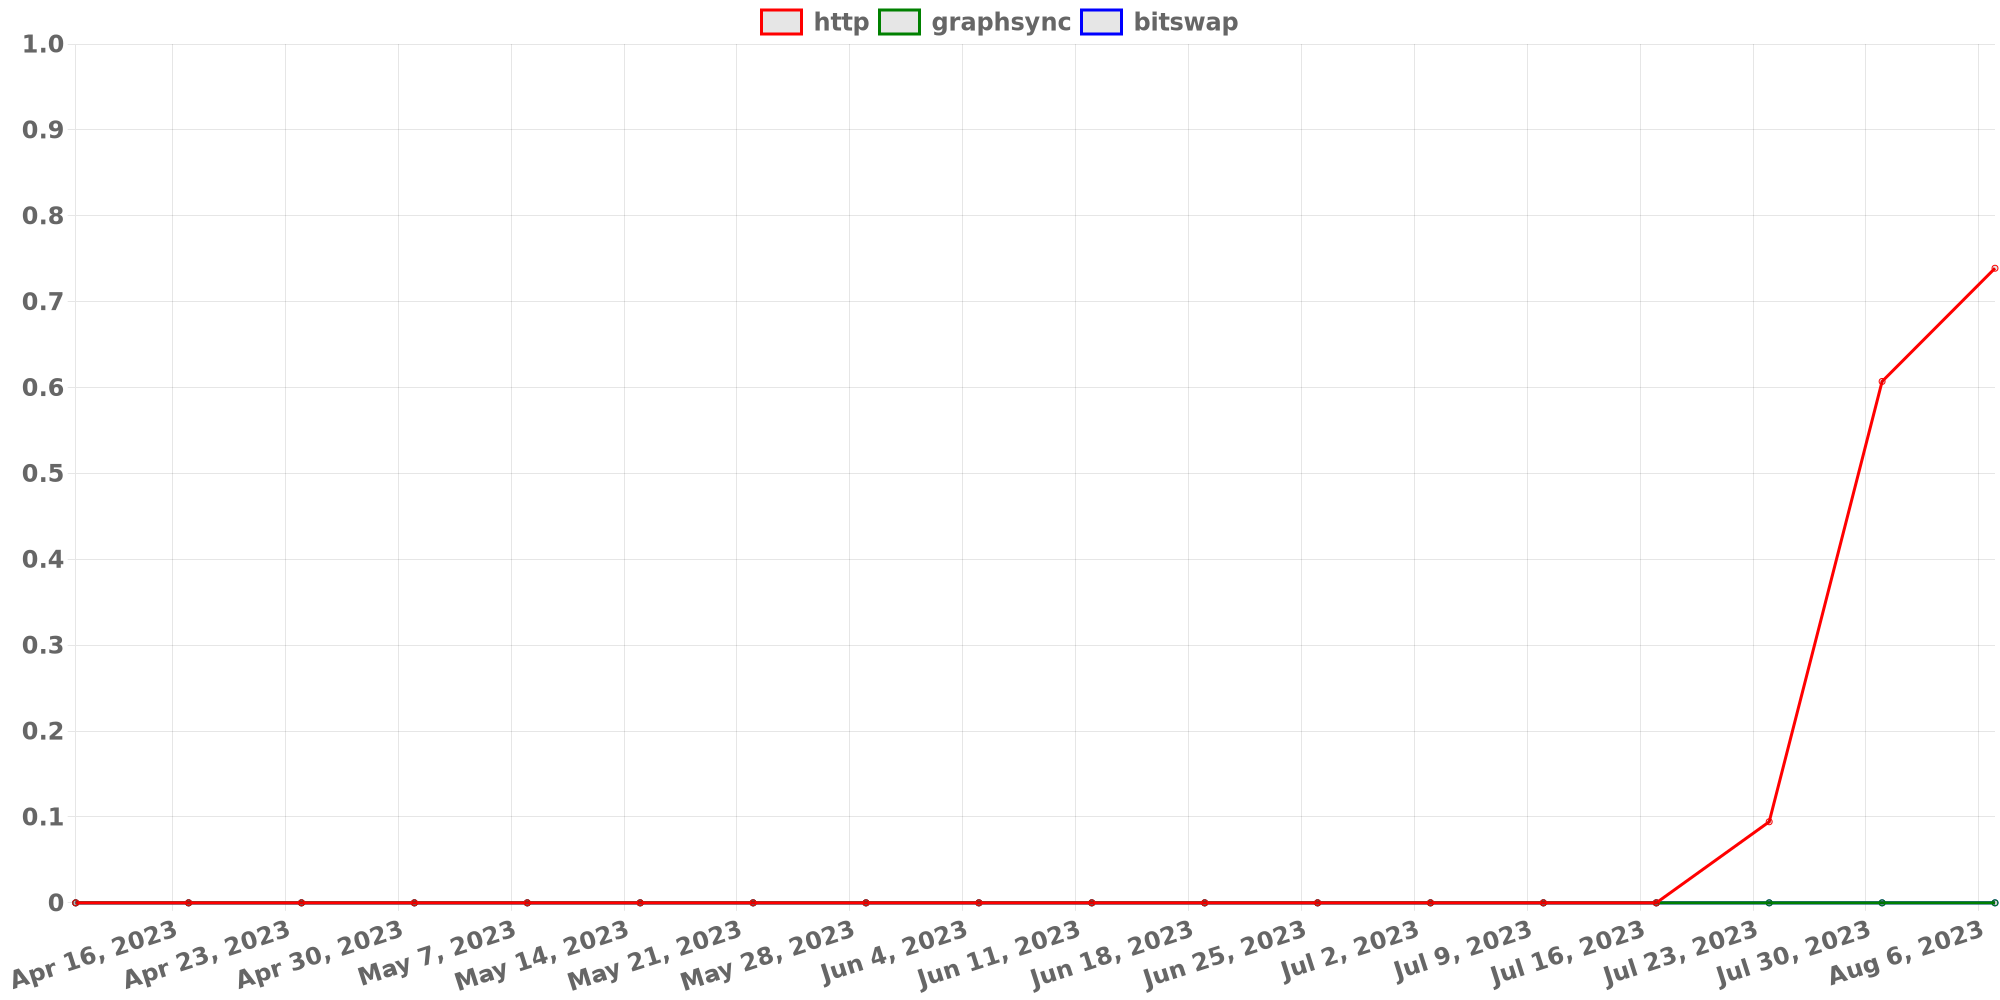 http graphsync bitswap
1.0
0.9
0.8
0.7
0.6
0.5
0.4
0.3
0.2
0.1
0
Apr 16, 2023
Apr 23, 2023
Apr 30, 2023
May 7, 2023
May 14, 2023
May 21, 2023
May 28, 2023
Jun 4, 2023
Jun 11, 2023
Jun 18, 2023
Jun 25, 2023
Jul 2, 2023
Jul 9, 2023
Jul 16, 2023
Jul 23, 2023
Jul 30, 2023
Aug 6, 2023